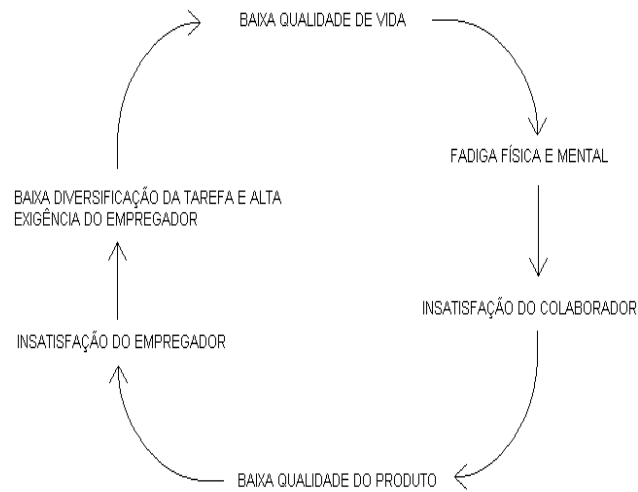 BAIXA QUALIDADE DE VIDA
FADIGA FÍSICA E MENTAL
BAIXA DIVERSIFICAÇÃO DA TAREFA E ALTA
EXIGÊNCIA DO EMPREGADOR
INSATISFAÇÃO DO COLABORADOR
INSATISFAÇÃO DO EMPREGADOR
BAIXA QUALIDADE DO PRODUTO